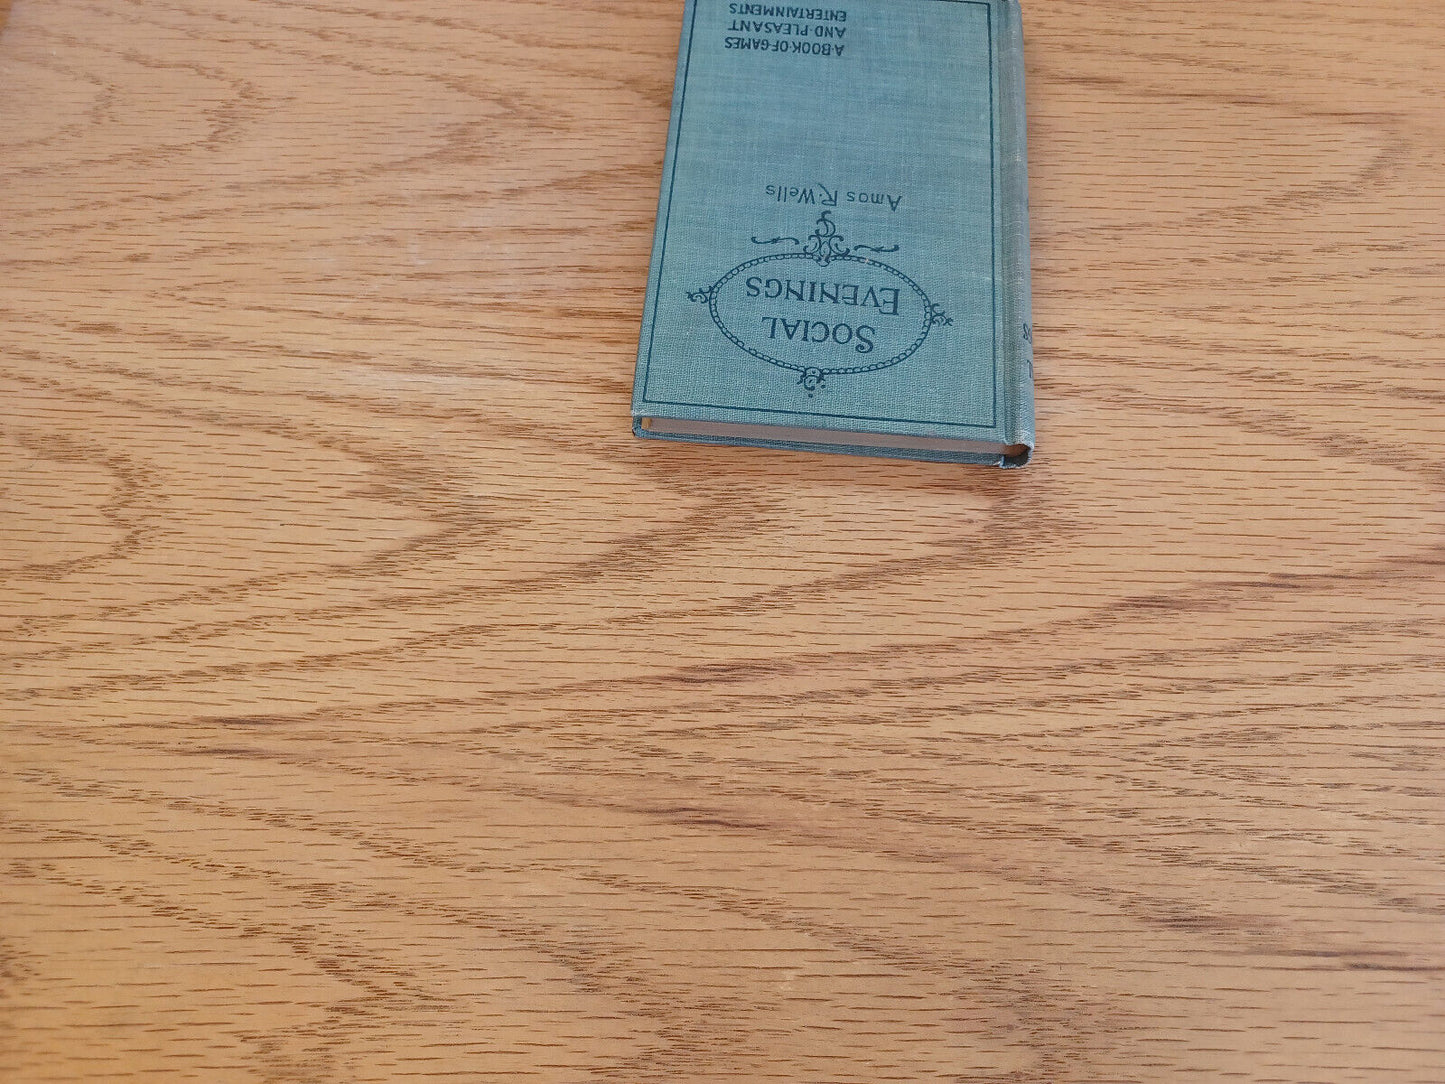 SOCIAL
EVENINGS
Amos R. Wells
A·BOOK·OF·GAMES
AND·PLEASANT
ENTERTAINMENTS